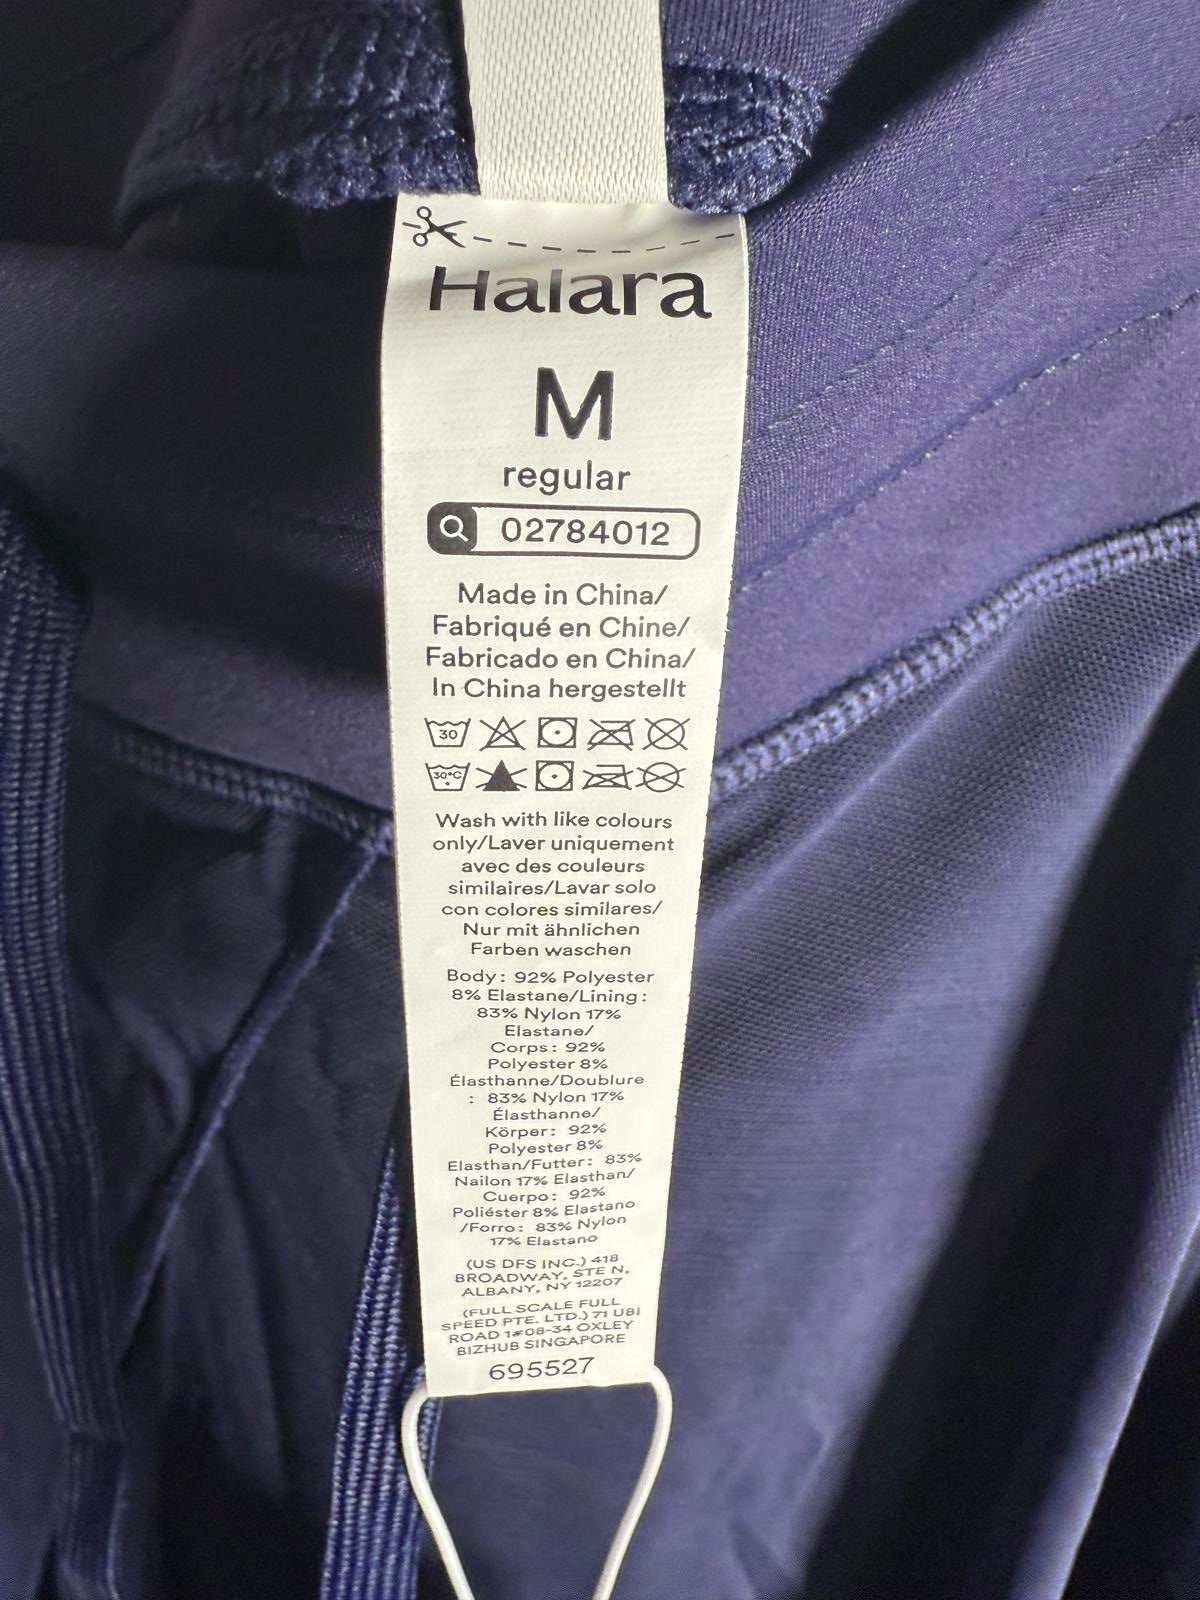 Halara
M
regular
02784012
Made in China/
Fabriqué en Chine/
Fabricado en China/
In China hergestellt
30
30°C
Wash with like colours
only/Laver uniquement
avec des couleurs
similaires/Lavar solo
con colores similares/
Nur mit ähnlichen
Farben waschen
Body: 92% Polyester
8% Elastane/Lining:
83% Nylon 17%
Elastane/
Corps: 92%
Polyester 8%
Élasthanne/Doublure
: 83% Nylon 17%
Élasthanne/
Körper: 92%
Polyester 8%
Elasthan/Futter: 83%
Nailon 17% Elasthan/
Cuerpo: 92%
Poliéster 8% Elastano
/Forro: 83% Nylon
17% Elastano
(US DFS INC.) 418
BROADWAY, STE N,
ALBANY, NY 12207
(FULL SCALE FULL
SPEED PTE. LTD.) 71 UBI
ROAD 1#08-34 OXLEY
BIZHUB SINGAPORE
695527